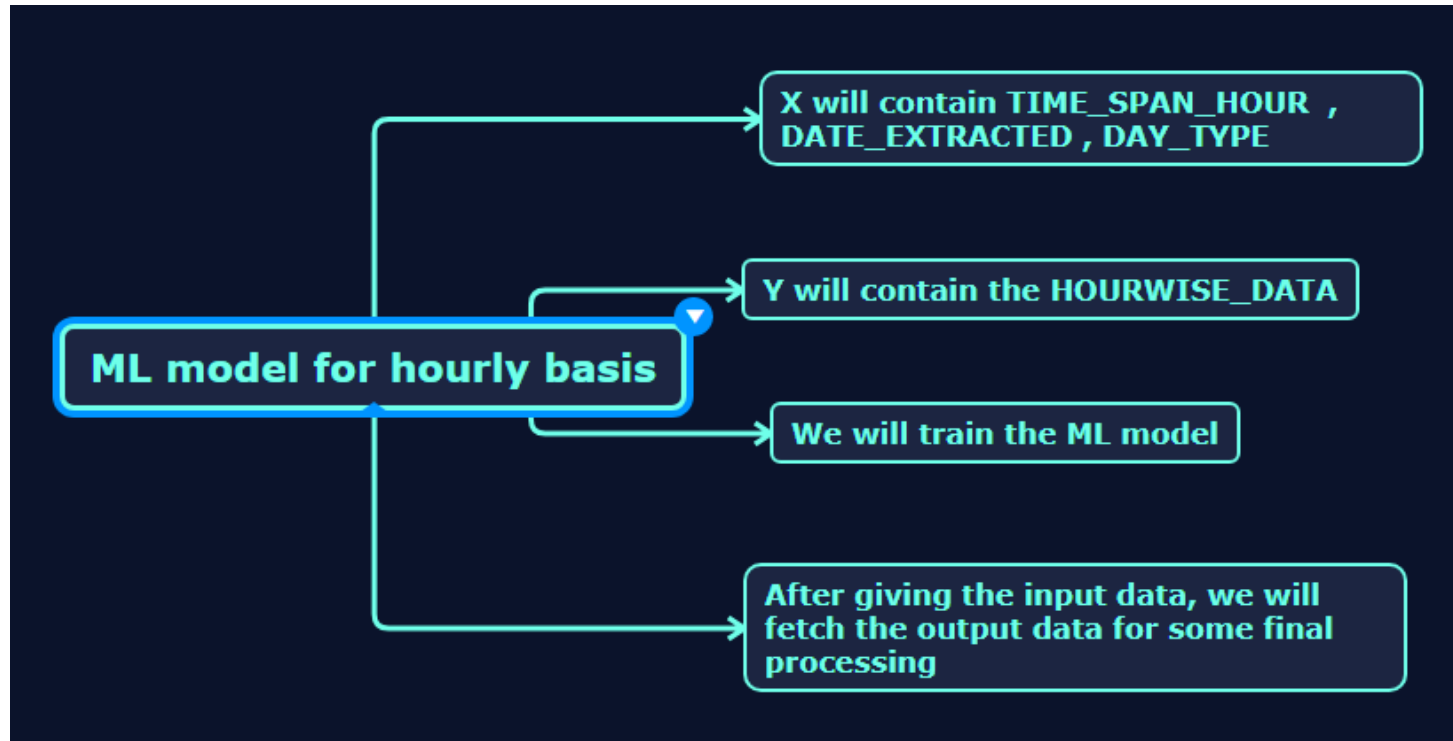 X will contain TIME_SPAN_HOUR  ,
DATE_EXTRACTED , DAY_TYPE
Y will contain the HOURWISE_DATA
ML model for hourly basis
We will train the ML model
After giving the input data, we will
fetch the output data for some final
processing